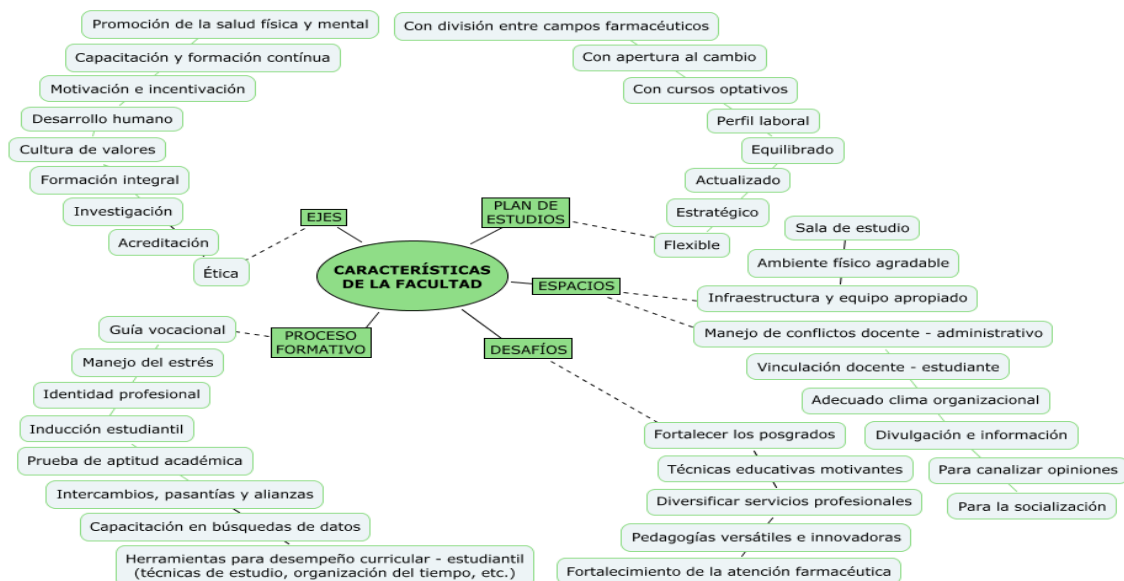 Promoción de la salud física y mental
Capacitación y formación contínua
Motivación e incentivación
Desarrollo humano
Cultura de valores
Formación integral
Investigación
Acreditación
Ética
EJES
Con división entre campos farmacéuticos
Con apertura al cambio
Con cursos optativos
Perfil laboral
Equilibrado
Actualizado
Estratégico
Flexible
PLAN DE
ESTUDIOS
CARACTERÍSTICAS
DE LA FACULTAD
ESPACIOS
Sala de estudio
Ambiente físico agradable
Infraestructura y equipo apropiado
Manejo de conflictos docente - administrativo
Vinculación docente - estudiante
Adecuado clima organizacional
Divulgación e información
Para canalizar opiniones
Para la socialización
PROCESO
FORMATIVO
Guía vocacional
Manejo del estrés
Identidad profesional
Inducción estudiantil
Prueba de aptitud académica
Intercambios, pasantías y alianzas
Capacitación en búsquedas de datos
Herramientas para desempeño curricular - estudiantil
(técnicas de estudio, organización del tiempo, etc.)
DESAFÍOS
Fortalecer los posgrados
Técnicas educativas motivantes
Diversificar servicios profesionales
Pedagogías versátiles e innovadoras
Fortalecimiento de la atención farmacéutica